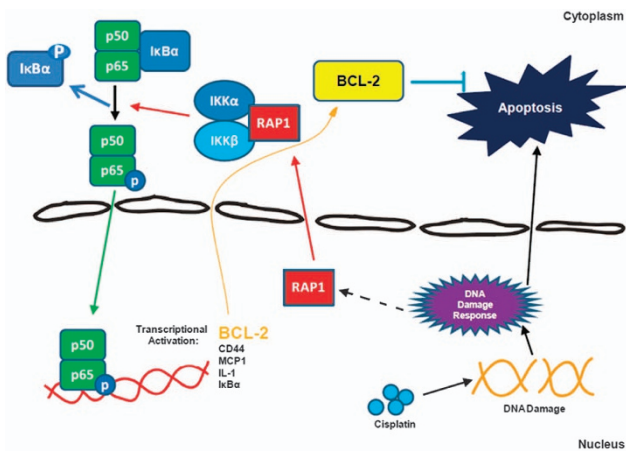 Cytoplasm
P
p50
IκBα
IκBα
p65
BCL-2
IKKα
RAP1
IKKβ
Apoptosis
p50
p65
p
RAP1
DNA
Damage
Response
p50
p65
p
Transcriptional
Activation:
BCL-2
CD44
MCP1
IL-1
IκBα
Cisplatin
DNA Damage
Nucleus